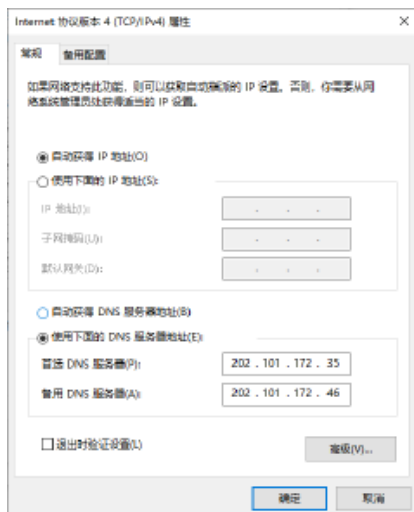 Internet 协议版本 4 (TCP/IPv4) 属性
常规 备用配置
如果网络支持此功能，则可以获取自动指派的 IP 设置。否则，你需要从网
络系统管理员处获得适当的 IP 设置。
自动获得 IP 地址(O)
使用下面的 IP 地址(S):
IP 地址(I):
子网掩码(U):
默认网关(D):
自动获得 DNS 服务器地址(B)
使用下面的 DNS 服务器地址(E):
首选 DNS 服务器(P): 202 . 101 . 172 . 35
备用 DNS 服务器(A): 202 . 101 . 172 . 46
退出时验证设置(L)
高级(V)...
确定 取消